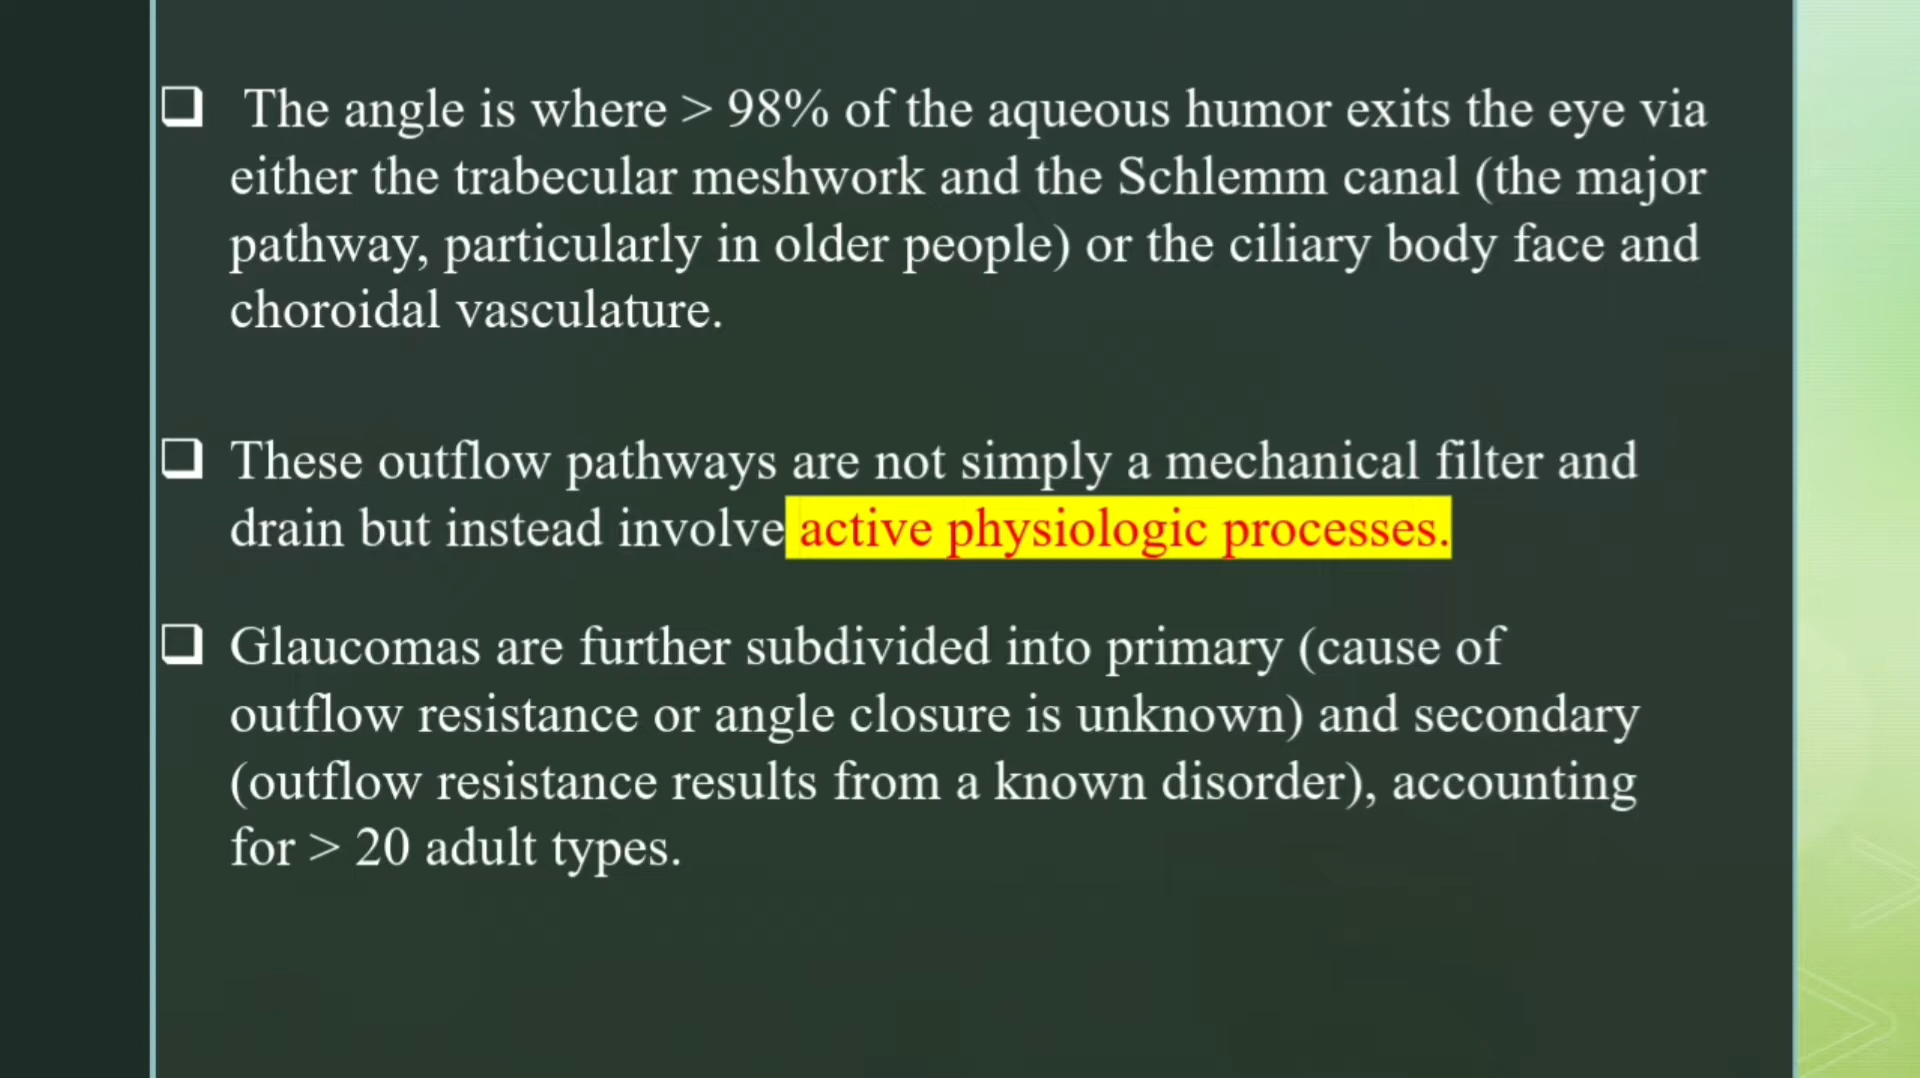 The angle is where > 98% of the aqueous humor exits the eye via
either the trabecular meshwork and the Schlemm canal (the major
pathway, particularly in older people) or the ciliary body face and
choroidal vasculature.
These outflow pathways are not simply a mechanical filter and
drain but instead involve active physiologic processes.
Glaucomas are further subdivided into primary (cause of
outflow resistance or angle closure is unknown) and secondary
(outflow resistance results from a known disorder), accounting
for > 20 adult types.